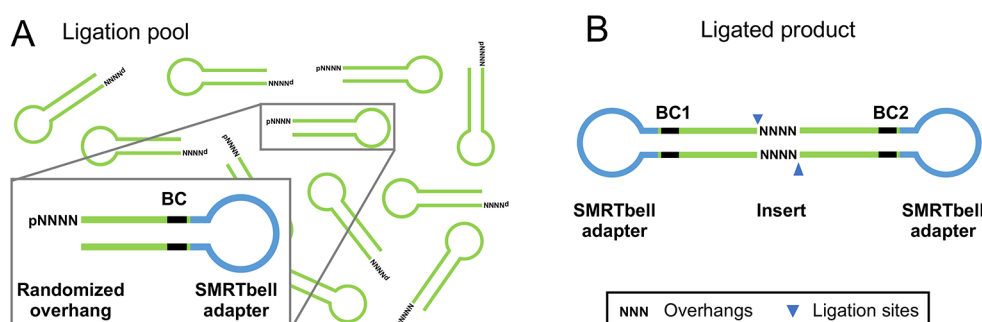 A Ligation pool
NNNNp
NNNNp
pNNNN
pNNNN
NNNNp
pNNNN
pNNNN
NNNNp
NNNNp
pNNNN
pNNNN
BC
Randomized
overhang
SMRTbell
adapter
B Ligated product
BC1
BC2
NNNN
NNNN
SMRTbell
adapter
Insert
SMRTbell
adapter
NNN Overhangs
Ligation sites